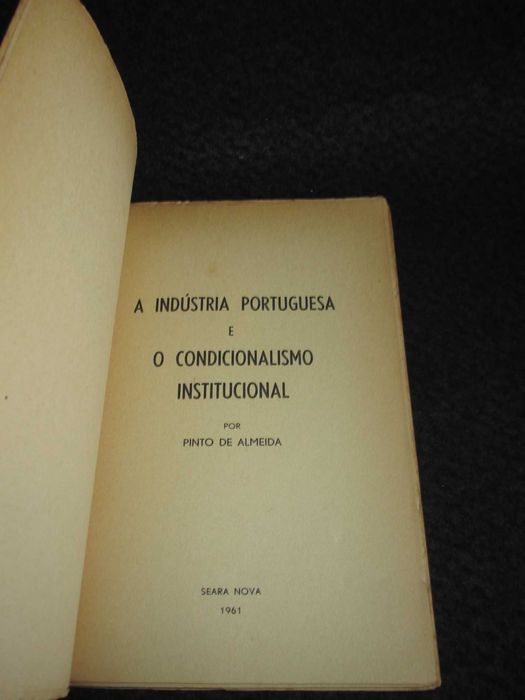 A INDÚSTRIA PORTUGUESA
E
O CONDICIONALISMO
INSTITUCIONAL
POR
PINTO DE ALMEIDA
SEARA NOVA
1961